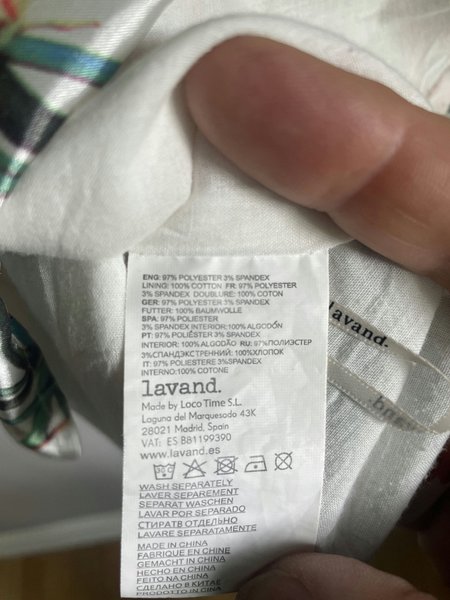 ENG: 97% POLYESTER 3% SPANDEX
LINING: 100% COTTON FR: 97% POLYESTER
3% SPANDEX DOUBLURE: 100% COTON
GER: 97% POLYESTER 3% SPANDEX
FUTTER: 100% BAUMWOLLE
SPA: 97% POLIESTER
3% SPANDEX INTERIOR: 100% ALGODÓN
PT: 97% POLIÉSTER 3% SPANDEX
INTERIOR: 100% ALGODÃO RU: 97%ПОЛИЭСТЕР
3%СПАНДЭКСТРЕННИЙ: 100%ХЛОПОК
IT: 97% POLIESTERE 3%SPANDEX
INTERNO:100% COTONE
lavand.
Made by Loco Time S.L.
Laguna del Marquesado 43K
28021 Madrid, Spain
VAT: ES B81199390
www.lavand.es
WASH SEPARATELY
LAVER SEPAREMENT
SEPARAT WASCHEN
LAVAR POR SEPARADO
СТИРАТЬ ОТДЕЛЬНО
LAVARE SEPARATAMENTE
MADE IN CHINA
FABRIQUE EN CHINE
GEMACHT IN CHINA
HECHO EN CHINA
FEITO NA CHINA
СДЕЛАНО В КИТАЕ
PRODOTTO IN CINA
lavand.